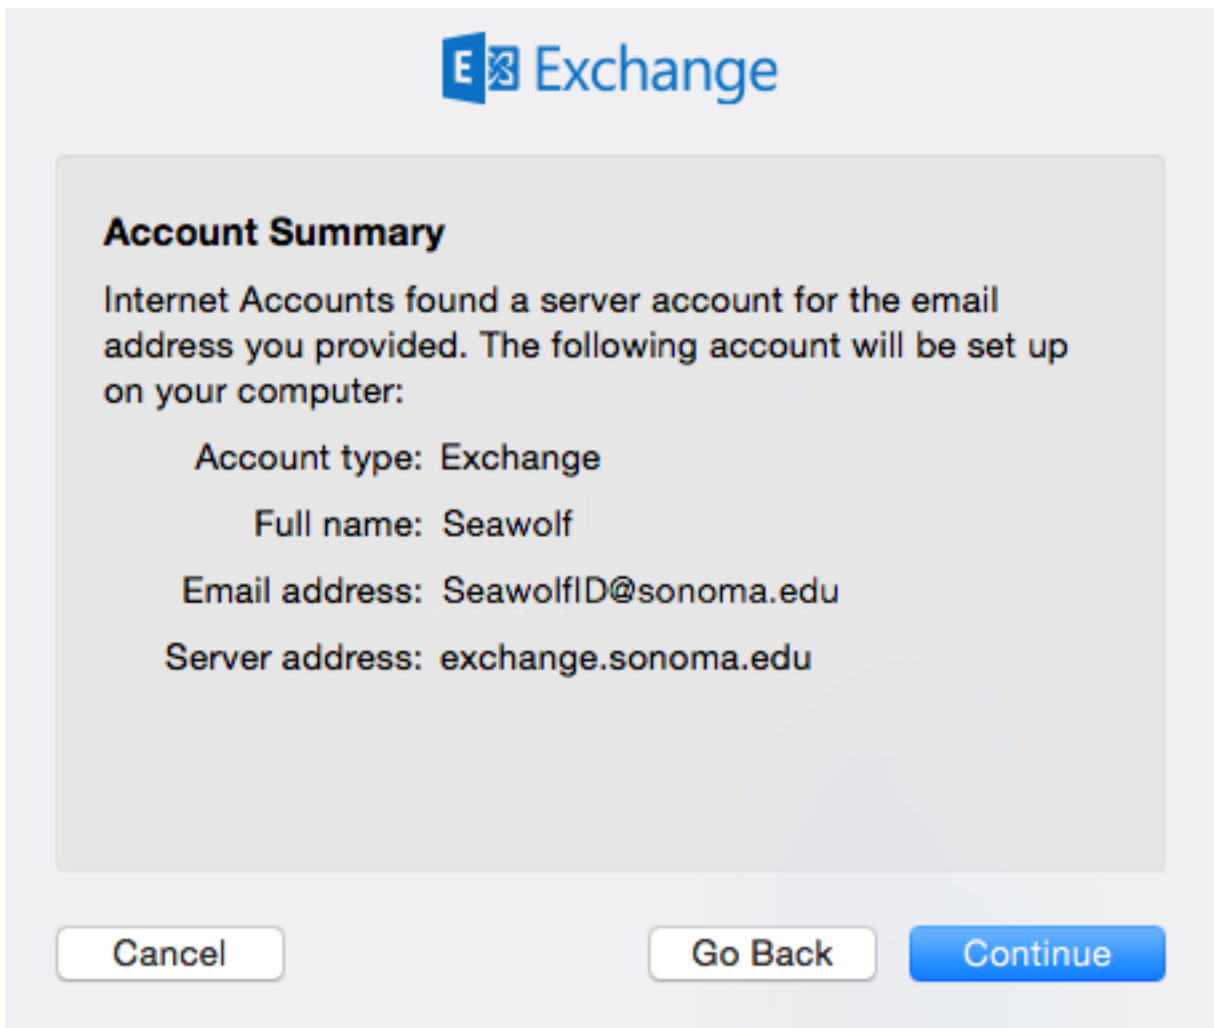 E Exchange
Account Summary
Internet Accounts found a server account for the email
address you provided. The following account will be set up
on your computer:
Account type: Exchange
Full name: Seawolf
Email address: SeawolfID@sonoma.edu
Server address: exchange.sonoma.edu
Cancel Go Back Continue